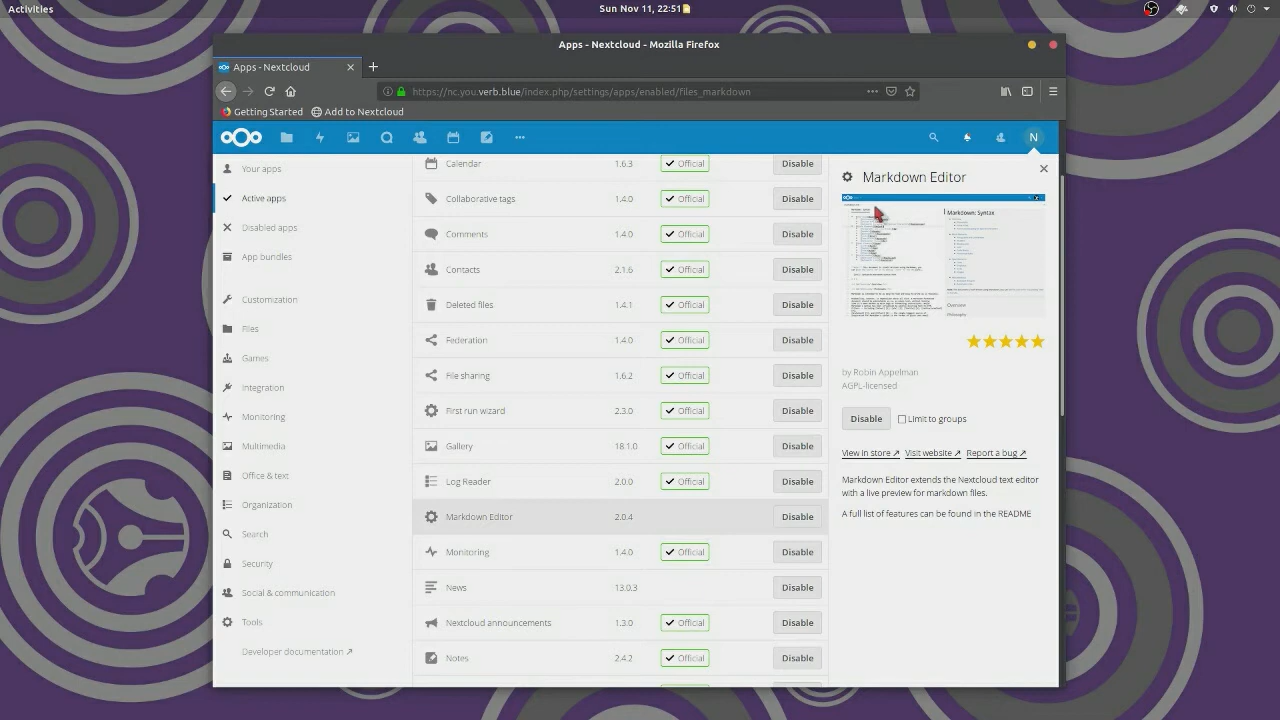 Activities
Sun Nov 11, 22:51
Apps - Nextcloud - Mozilla Firefox
Apps - Nextcloud
https://nc.you.verb.blue/index.php/settings/apps/enabled/files_markdown
Getting Started Add to Nextcloud
N
Your apps
Active apps
Disabled apps
App bundles
Customization
Files
Games
Integration
Monitoring
Multimedia
Office & text
Organization
Search
Security
Social & communication
Tools
Developer documentation ↗
Calendar 1.6.3 Official Disable
Collaborative tags 1.4.0 Official Disable
Comments 1.4.0 Official Disable
Contacts 2.1.8 Official Disable
Deleted files 1.4.1 Official Disable
Federation 1.4.0 Official Disable
File sharing 1.6.2 Official Disable
First run wizard 2.3.0 Official Disable
Gallery 18.1.0 Official Disable
Log Reader 2.0.0 Official Disable
Markdown Editor 2.0.4 Disable
Monitoring 1.4.0 Official Disable
News 13.0.3 Disable
Nextcloud announcements 1.3.0 Official Disable
Notes 2.4.2 Official Disable
Markdown Editor
Markdown: Syntax
Overview
Philosophy
by Robin Appelman
AGPL-licensed
Disable Limit to groups
View in store ↗ Visit website ↗ Report a bug ↗
Markdown Editor extends the Nextcloud text editor
with a live preview for markdown files.
A full list of features can be found in the README